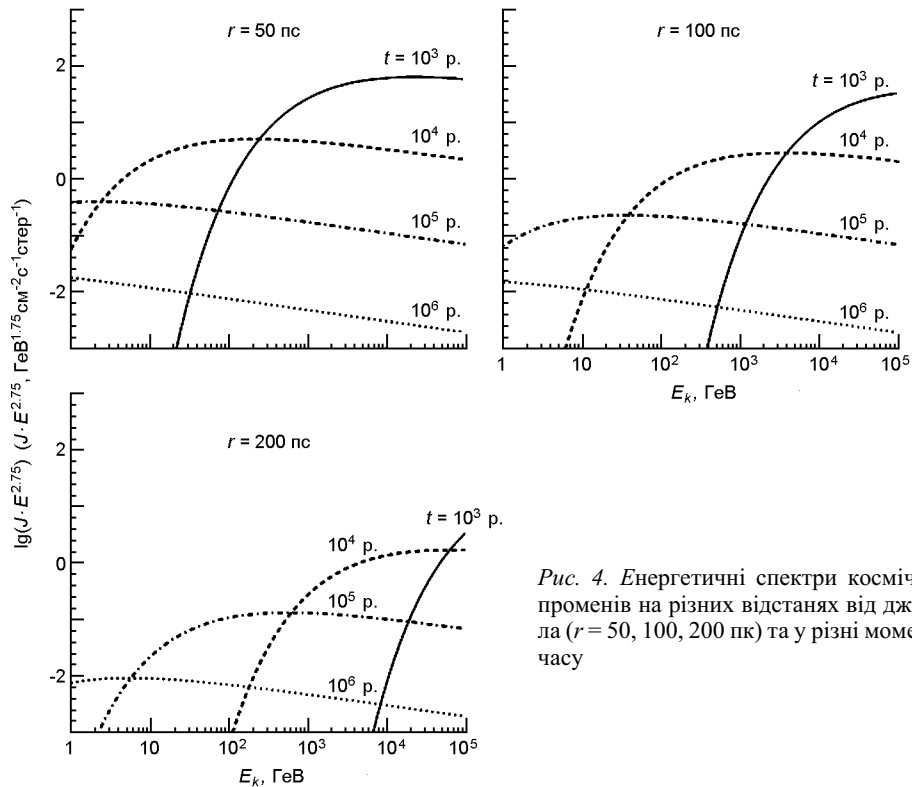 r = 50 пс
t = 10³ р.
10⁴ р.
10⁵ р.
10⁶ р.
2
0
-2
r = 100 пс
t = 10³ р.
10⁴ р.
10⁵ р.
10⁶ р.
1 10 10² 10³ 10⁴ 10⁵
E_k, ГеВ
lg(J·E^2.75) (J·E^2.75, ГеВ^1.75см⁻²с⁻¹стер⁻¹)
r = 200 пс
t = 10³ р.
10⁴ р.
10⁵ р.
10⁶ р.
2
0
-2
1 10 10² 10³ 10⁴ 10⁵
E_k, ГеВ
Рис. 4. Енергетичні спектри косміч
променів на різних відстанях від дж
ла (r = 50, 100, 200 пк) та у різні моме
часу